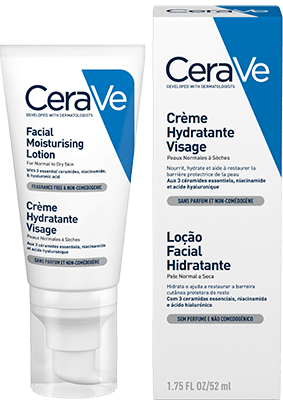 CeraVe
DEVELOPED WITH DERMATOLOGISTS
Facial
Moisturising
Lotion
For Normal to Dry Skin
With 3 essential ceramides, niacinamide,
& hyaluronic acid
FRAGRANCE FREE & NON-COMEDOGENIC
Crème
Hydratante
Visage
Peaux Normales à Sèches
Aux 3 céramides essentiels, niacinamide
et acide hyaluronique
SANS PARFUM ET NON-COMÉDOGÈNE
CeraVe
DEVELOPED WITH DERMATOLOGISTS
Crème
Hydratante
Visage
Peaux Normales à Sèches
Nourrit, hydrate et aide à restaurer la
barrière protectrice de la peau
Aux 3 céramides essentiels, niacinamide
et acide hyaluronique
SANS PARFUM ET NON-COMÉDOGÈNE
Loção
Facial
Hidratante
Pele Normal a Seca
Hidrata e ajuda a restaurar a barreira
cutânea protetora do rosto
Com 3 ceramidas essenciais, niacinamida
e ácido hialurónico
SEM PERFUME E NÃO COMEDOGÉNICO
1.75 FL OZ/52 ml